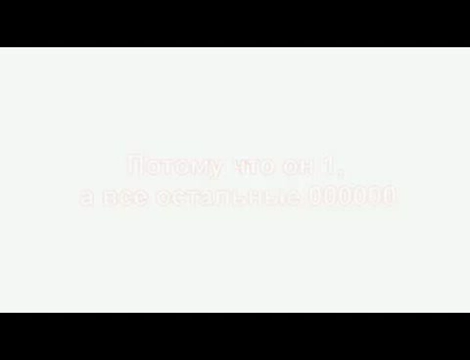 Потому что он 1,
а все остальные 000000